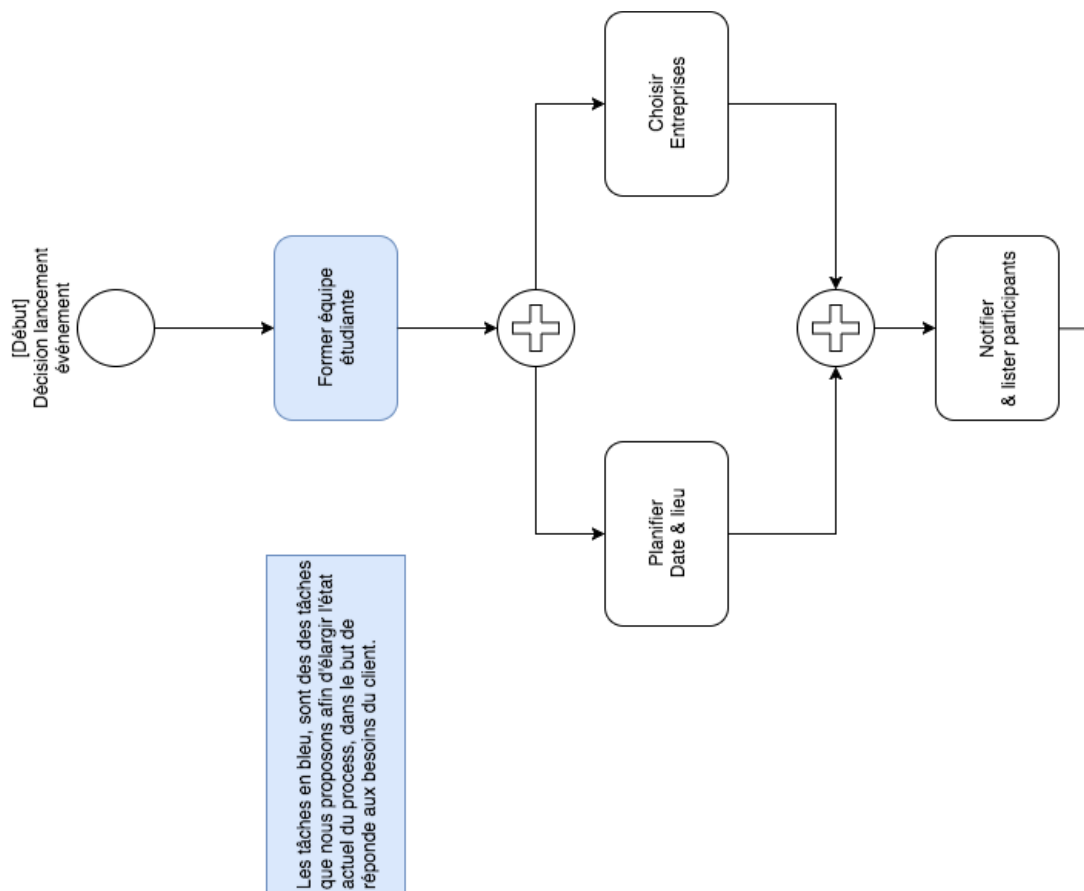 [Début]
Décision lancement
événement
Former équipe
étudiante
Choisir
Entreprises
Planifier
Date & lieu
Notifier
& lister participants
Les tâches en bleu, sont des des tâches
que nous proposons afin d'élargir l'état
actuel du process, dans le but de
réponde aux besoins du client.